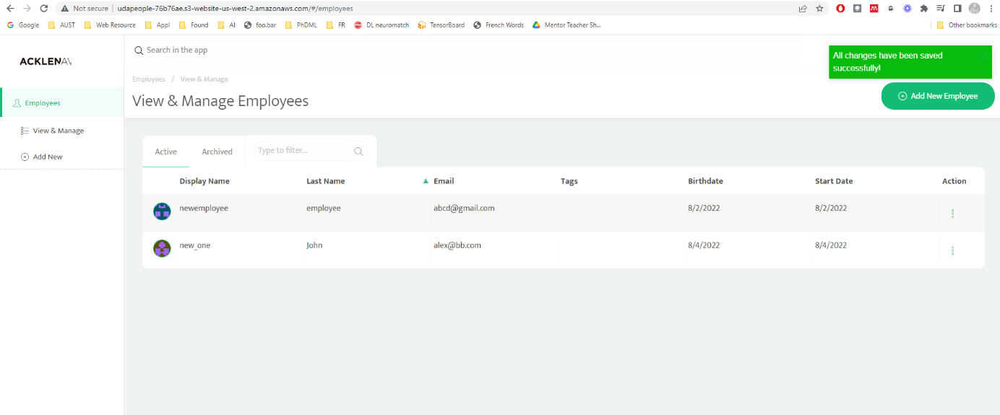 Not secure | udapeople-76b76ae.s3-website-us-west-2.amazonaws.com/#/employees
Google AUST Web Resource Appl Found AI foo.bar PhDML FR DL neuromatch TensorBoard French Words Mentor Teacher Sh... Other bookmarks
ACKLENAV
Search in the app
All changes have been saved
successfully!
Employees / View & Manage
View & Manage Employees
Add New Employee
Employees
View & Manage
Add New
Active Archived Type to filter...
Display Name Last Name Email Tags Birthdate Start Date Action
newemployee employee abcd@gmail.com 8/2/2022 8/2/2022
new_one John alex@bb.com 8/4/2022 8/4/2022